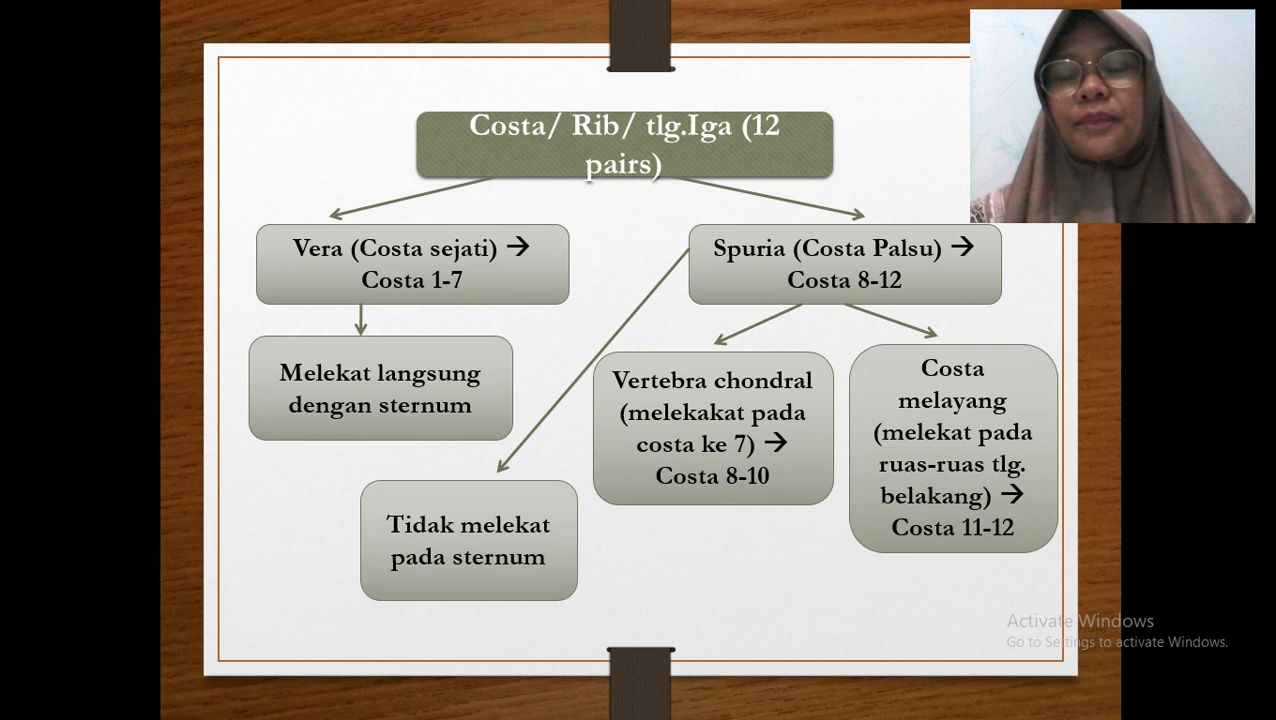 Costa/ Rib/ tlg.Iga (12
pairs)
Vera (Costa sejati) →
Costa 1-7
Spuria (Costa Palsu) →
Costa 8-12
Melekat langsung
dengan sternum
Vertebra chondral
(melekakat pada
costa ke 7) →
Costa 8-10
Costa
melayang
(melekat pada
ruas-ruas tlg.
belakang) →
Costa 11-12
Tidak melekat
pada sternum
Activate Windows
Go to Settings to activate Windows.